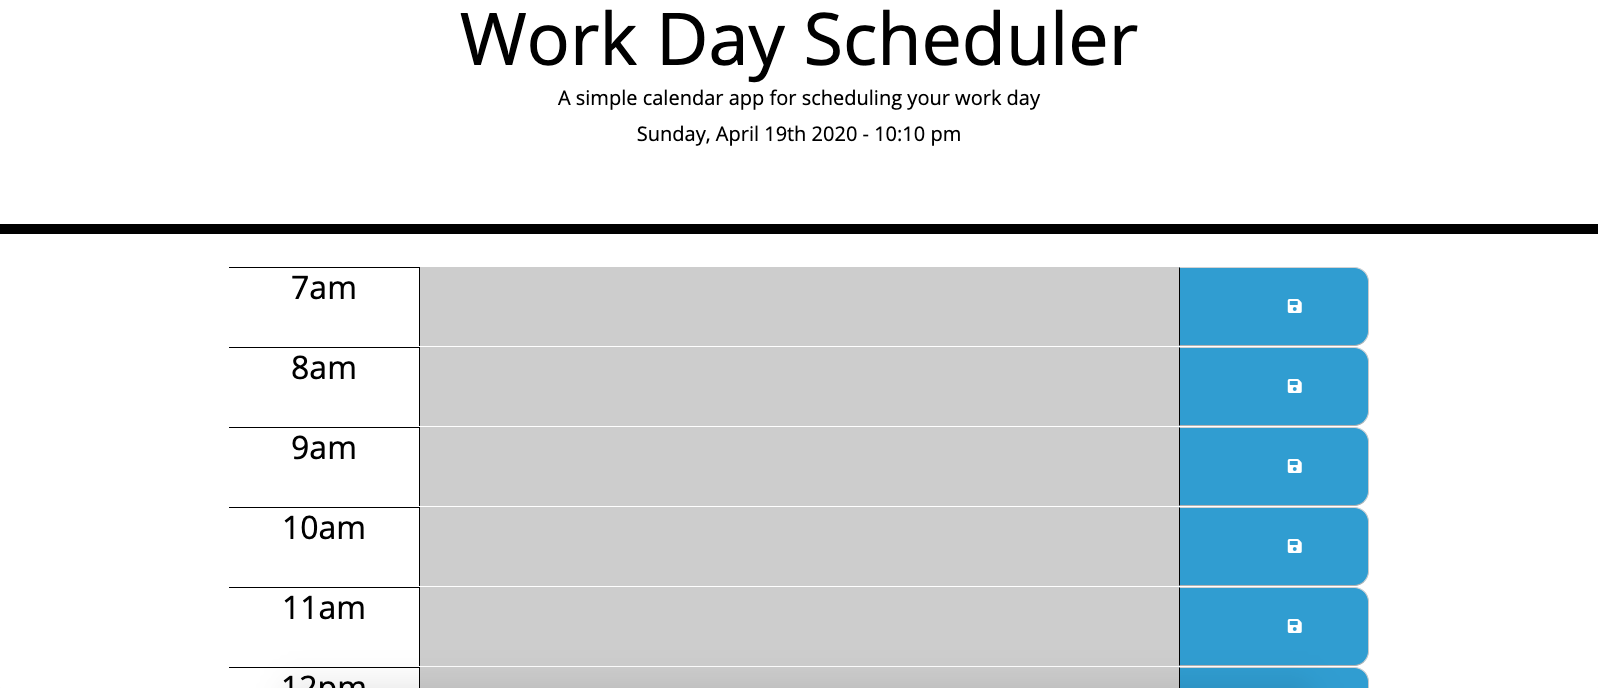 Work Day Scheduler
A simple calendar app for scheduling your work day
Sunday, April 19th 2020 - 10:10 pm
7am
8am
9am
10am
11am
12pm